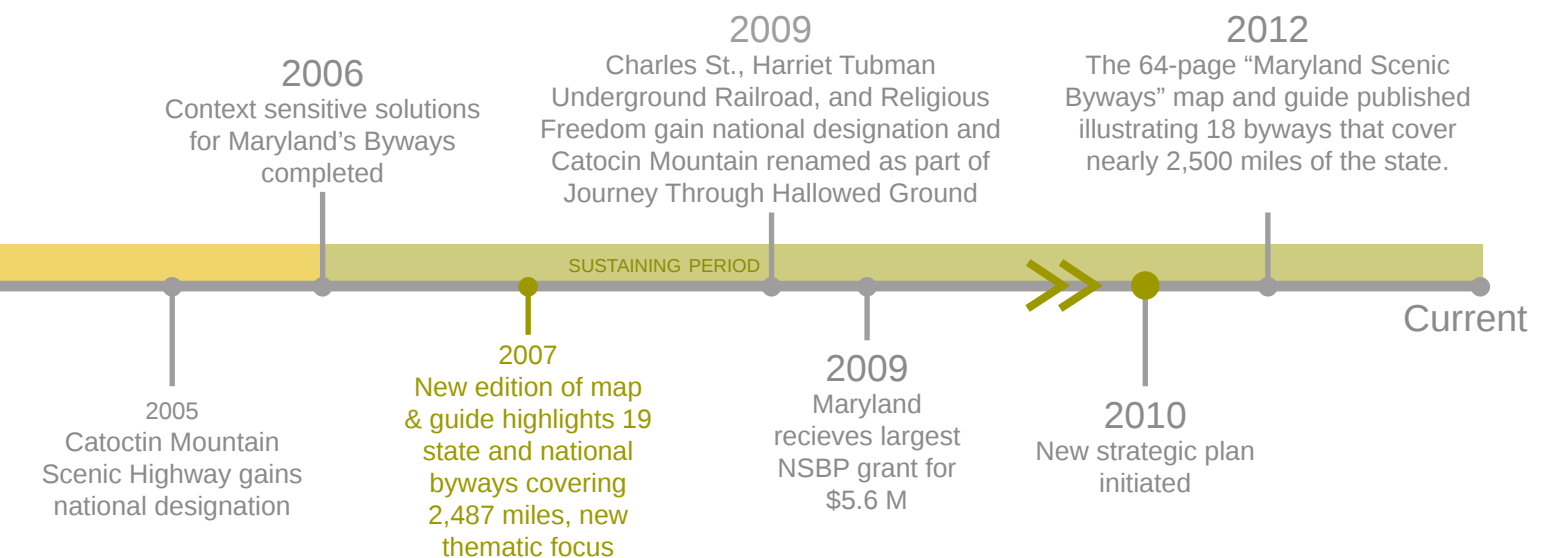 2009
Charles St., Harriet Tubman
Underground Railroad, and Religious
Freedom gain national designation and
Catocin Mountain renamed as part of
Journey Through Hallowed Ground
2012
The 64-page “Maryland Scenic
Byways” map and guide published
illustrating 18 byways that cover
nearly 2,500 miles of the state.
2006
Context sensitive solutions
for Maryland’s Byways
completed
SUSTAINING PERIOD
Current
2005
Catoctin Mountain
Scenic Highway gains
national designation
2007
New edition of map
& guide highlights 19
state and national
byways covering
2,487 miles, new
thematic focus
2009
Maryland
recieves largest
NSBP grant for
$5.6 M
2010
New strategic plan
initiated